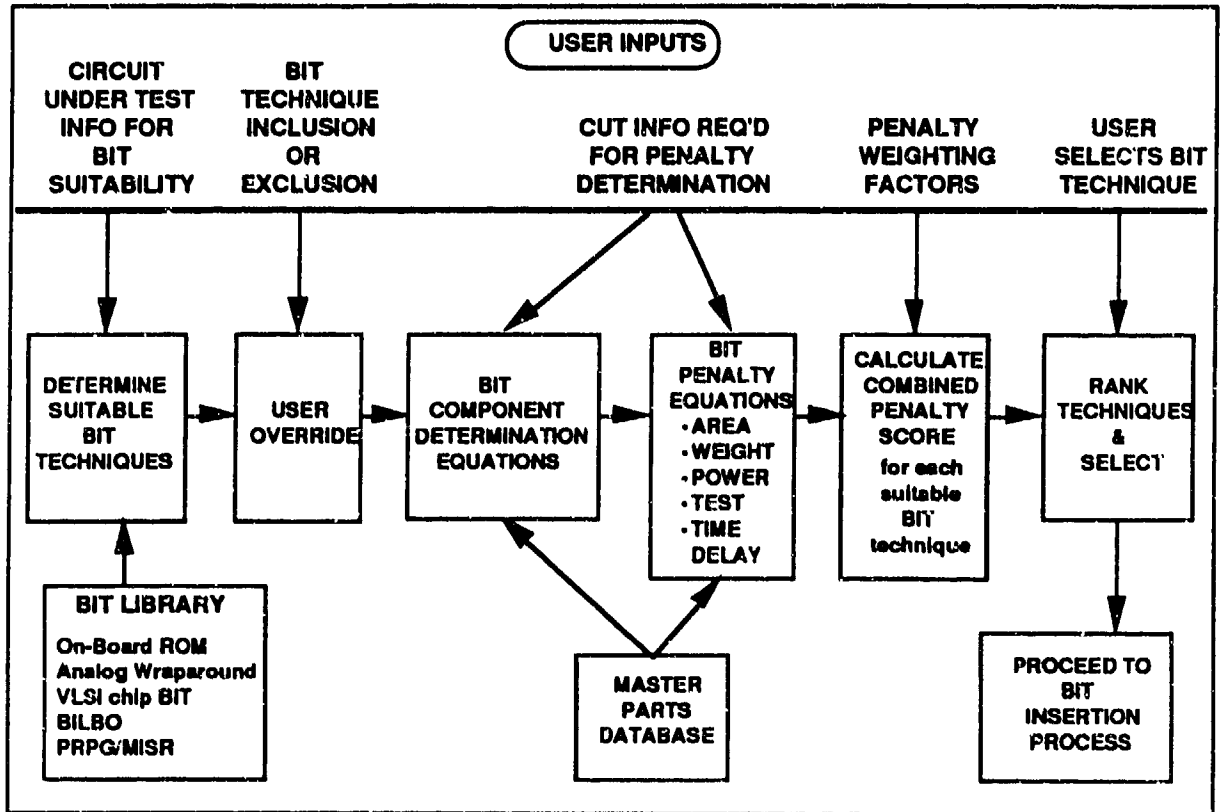 USER INPUTS
CIRCUIT
UNDER TEST
INFO FOR
BIT
SUITABILITY
BIT
TECHNIQUE
INCLUSION
OR
EXCLUSION
CUT INFO REQ'D
FOR PENALTY
DETERMINATION
PENALTY
WEIGHTING
FACTORS
USER
SELECTS BIT
TECHNIQUE
DETERMINE
SUITABLE
BIT
TECHNIQUES
USER
OVERRIDE
BIT
COMPONENT
DETERMINATION
EQUATIONS
BIT
PENALTY
EQUATIONS
• AREA
• WEIGHT
• POWER
• TEST
• TIME
DELAY
CALCULATE
COMBINED
PENALTY
SCORE
for each
suitable
BIT
technique
RANK
TECHNIQUES
&
SELECT
BIT LIBRARY
On-Board ROM
Analog Wraparound
VLSI chip BIT
BILBO
PRPG/MISR
MASTER
PARTS
DATABASE
PROCEED TO
BIT
INSERTION
PROCESS